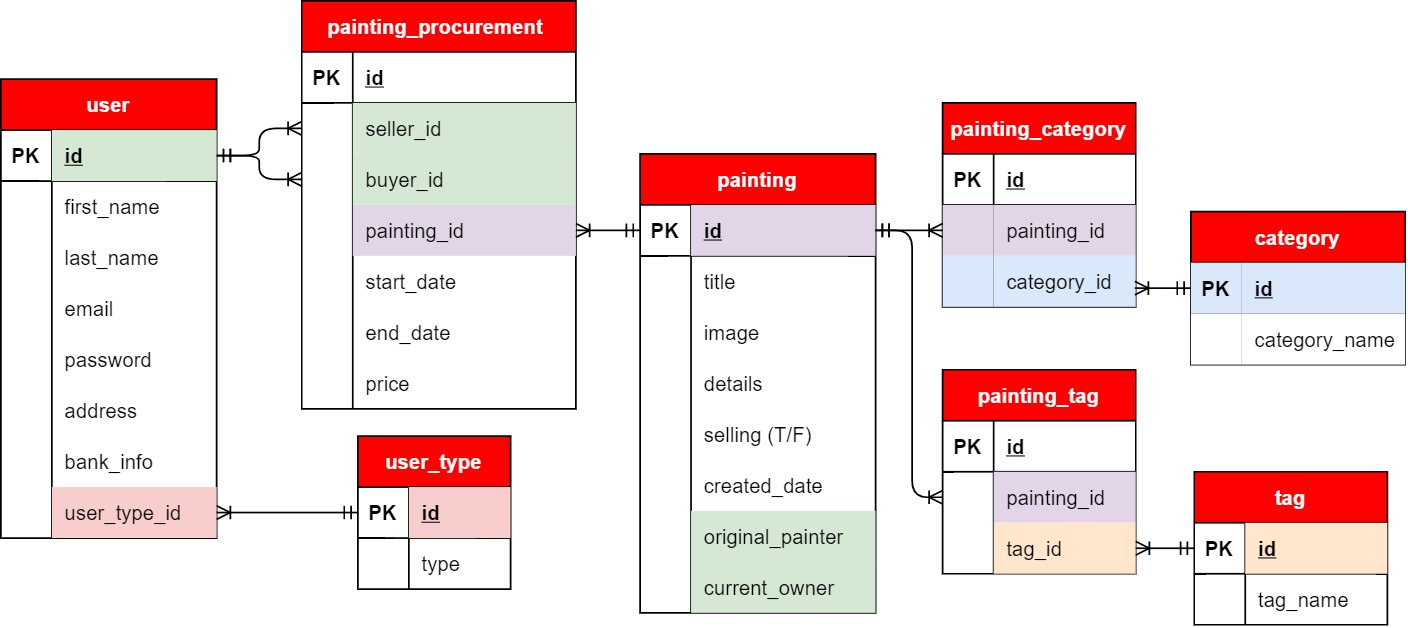 painting_procurement
PK id
seller_id
buyer_id
painting_id
start_date
end_date
price
user
PK id
first_name
last_name
email
password
address
bank_info
user_type_id
user_type
PK id
type
painting
PK id
title
image
details
selling (T/F)
created_date
original_painter
current_owner
painting_category
PK id
painting_id
category_id
category
PK id
category_name
painting_tag
PK id
painting_id
tag_id
tag
PK id
tag_name